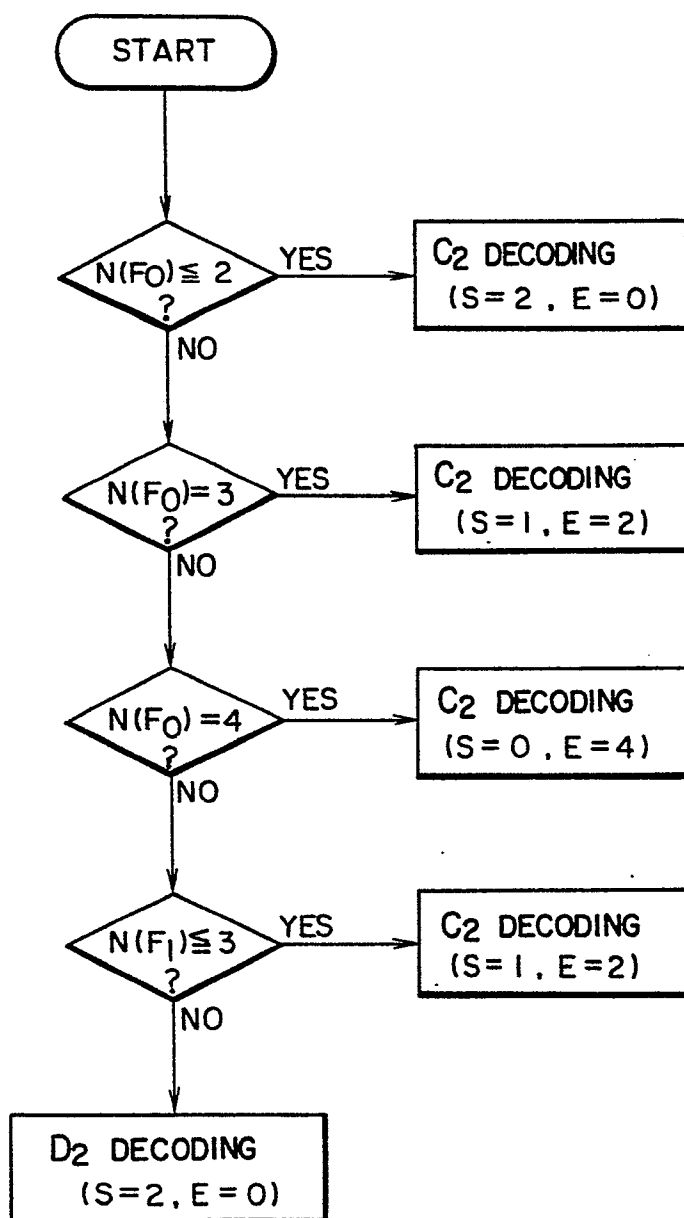 START
N(F0)≦ 2
?
YES
C2 DECODING
(S=2, E=0)
NO
N(F0)=3
?
YES
C2 DECODING
(S=1, E=2)
NO
N(F0)=4
?
YES
C2 DECODING
(S=0, E=4)
NO
N(F1)≦3
?
YES
C2 DECODING
(S=1, E=2)
NO
D2 DECODING
(S=2, E=0)